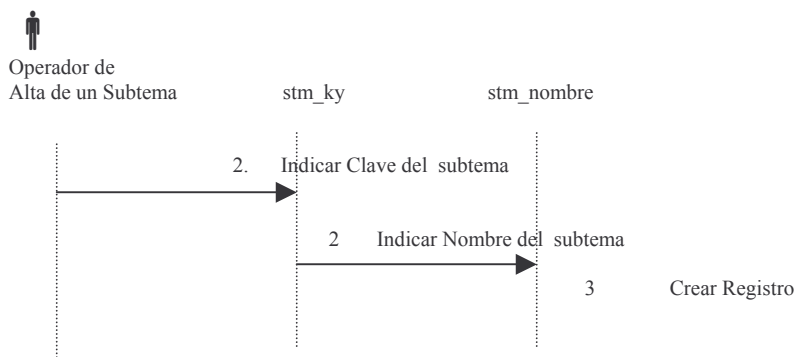 Operador de
Alta de un Subtema
stm_ky
stm_nombre
2. Indicar Clave del subtema
2 Indicar Nombre del subtema
3 Crear Registro